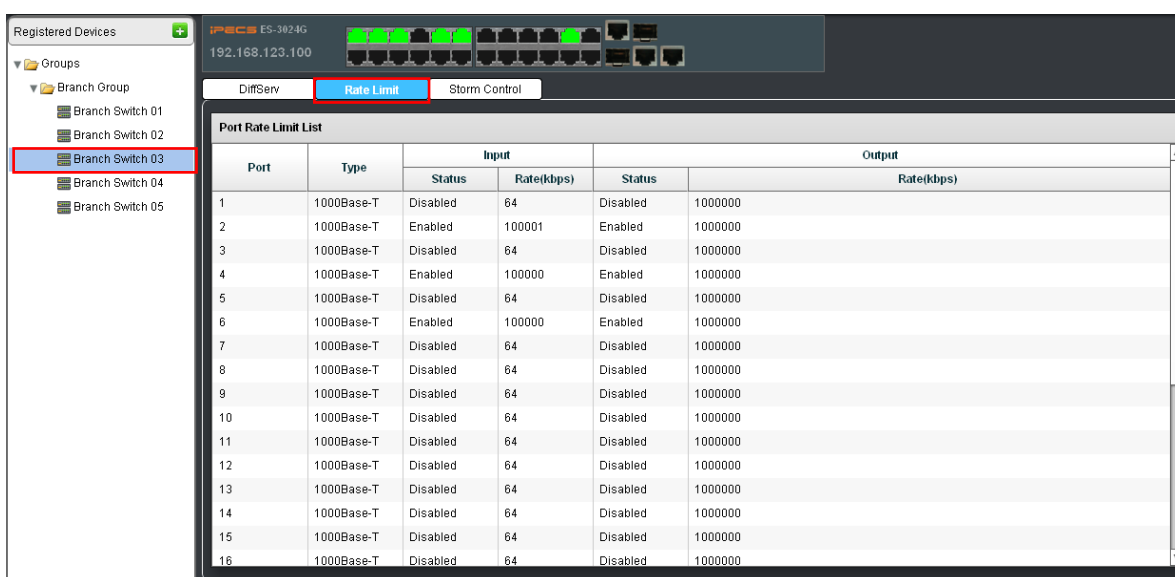 Registered Devices
Groups
Branch Group
Branch Switch 01
Branch Switch 02
Branch Switch 03
Branch Switch 04
Branch Switch 05
iPECS ES-3024G
192.168.123.100
DiffServ Rate Limit Storm Control
Port Rate Limit List
Port Type Input Output
Status Rate(kbps) Status Rate(kbps)
1 1000Base-T Disabled 64 Disabled 1000000
2 1000Base-T Enabled 100001 Enabled 1000000
3 1000Base-T Disabled 64 Disabled 1000000
4 1000Base-T Enabled 100000 Enabled 1000000
5 1000Base-T Disabled 64 Disabled 1000000
6 1000Base-T Enabled 100000 Enabled 1000000
7 1000Base-T Disabled 64 Disabled 1000000
8 1000Base-T Disabled 64 Disabled 1000000
9 1000Base-T Disabled 64 Disabled 1000000
10 1000Base-T Disabled 64 Disabled 1000000
11 1000Base-T Disabled 64 Disabled 1000000
12 1000Base-T Disabled 64 Disabled 1000000
13 1000Base-T Disabled 64 Disabled 1000000
14 1000Base-T Disabled 64 Disabled 1000000
15 1000Base-T Disabled 64 Disabled 1000000
16 1000Base-T Disabled 64 Disabled 1000000